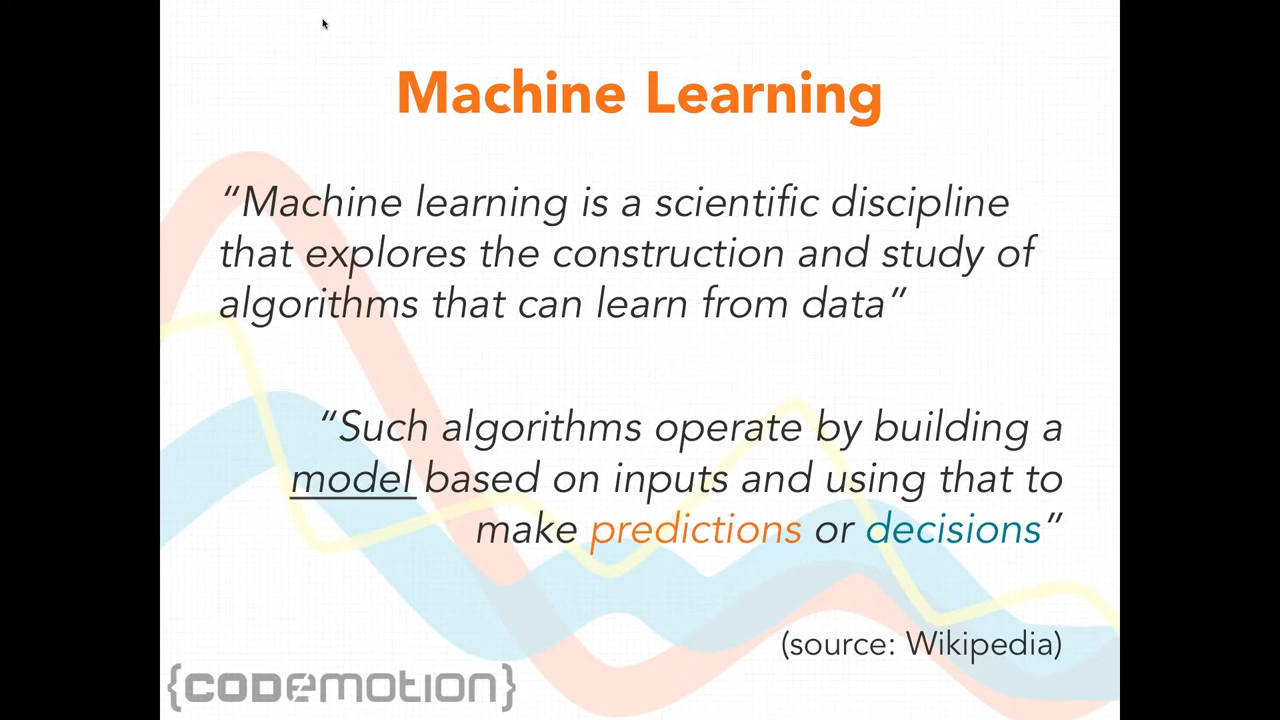 Machine Learning
“Machine learning is a scientific discipline
that explores the construction and study of
algorithms that can learn from data”
“Such algorithms operate by building a
model based on inputs and using that to
make predictions or decisions”
(source: Wikipedia)
{CODEMOTION}